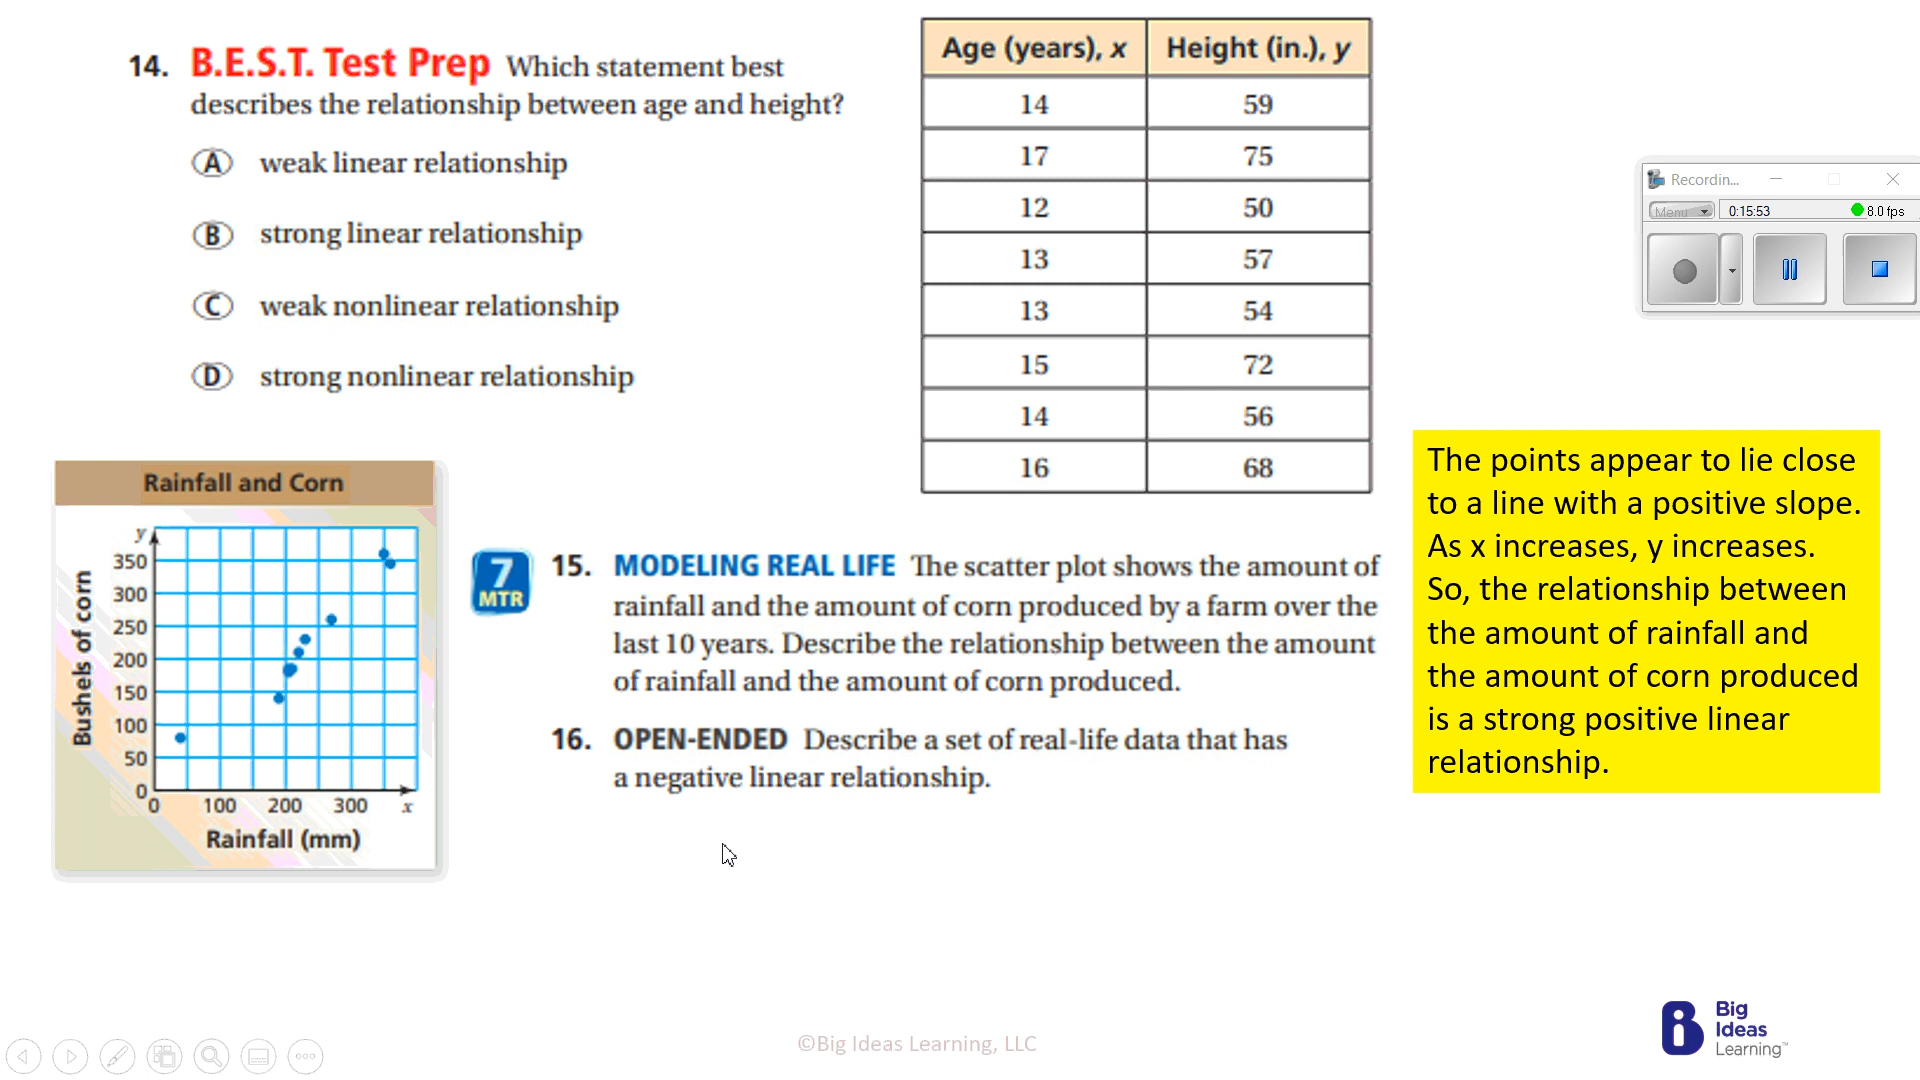 14. B.E.S.T. Test Prep Which statement best
describes the relationship between age and height?
A weak linear relationship
B strong linear relationship
C weak nonlinear relationship
D strong nonlinear relationship
Age (years), x Height (in.), y
14 59
17 75
12 50
13 57
13 54
15 72
14 56
16 68
Recordin...
Menu 0:15:53 8.0 fps
Rainfall and Corn
y
350
300
250
200
150
100
50
0
0 100 200 300 x
Bushels of corn
Rainfall (mm)
7
MTR
15. MODELING REAL LIFE The scatter plot shows the amount of
rainfall and the amount of corn produced by a farm over the
last 10 years. Describe the relationship between the amount
of rainfall and the amount of corn produced.
16. OPEN-ENDED Describe a set of real-life data that has
a negative linear relationship.
The points appear to lie close
to a line with a positive slope.
As x increases, y increases.
So, the relationship between
the amount of rainfall and
the amount of corn produced
is a strong positive linear
relationship.
©Big Ideas Learning, LLC
Big
Ideas
Learning™